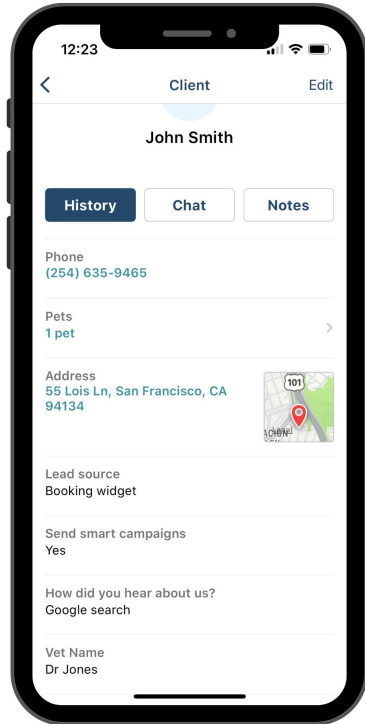 12:23
Client
Edit
John Smith
History
Chat
Notes
Phone
(254) 635-9465
Pets
1 pet
Address
55 Lois Ln, San Francisco, CA
94134
101
Lead source
Booking widget
Send smart campaigns
Yes
How did you hear about us?
Google search
Vet Name
Dr Jones